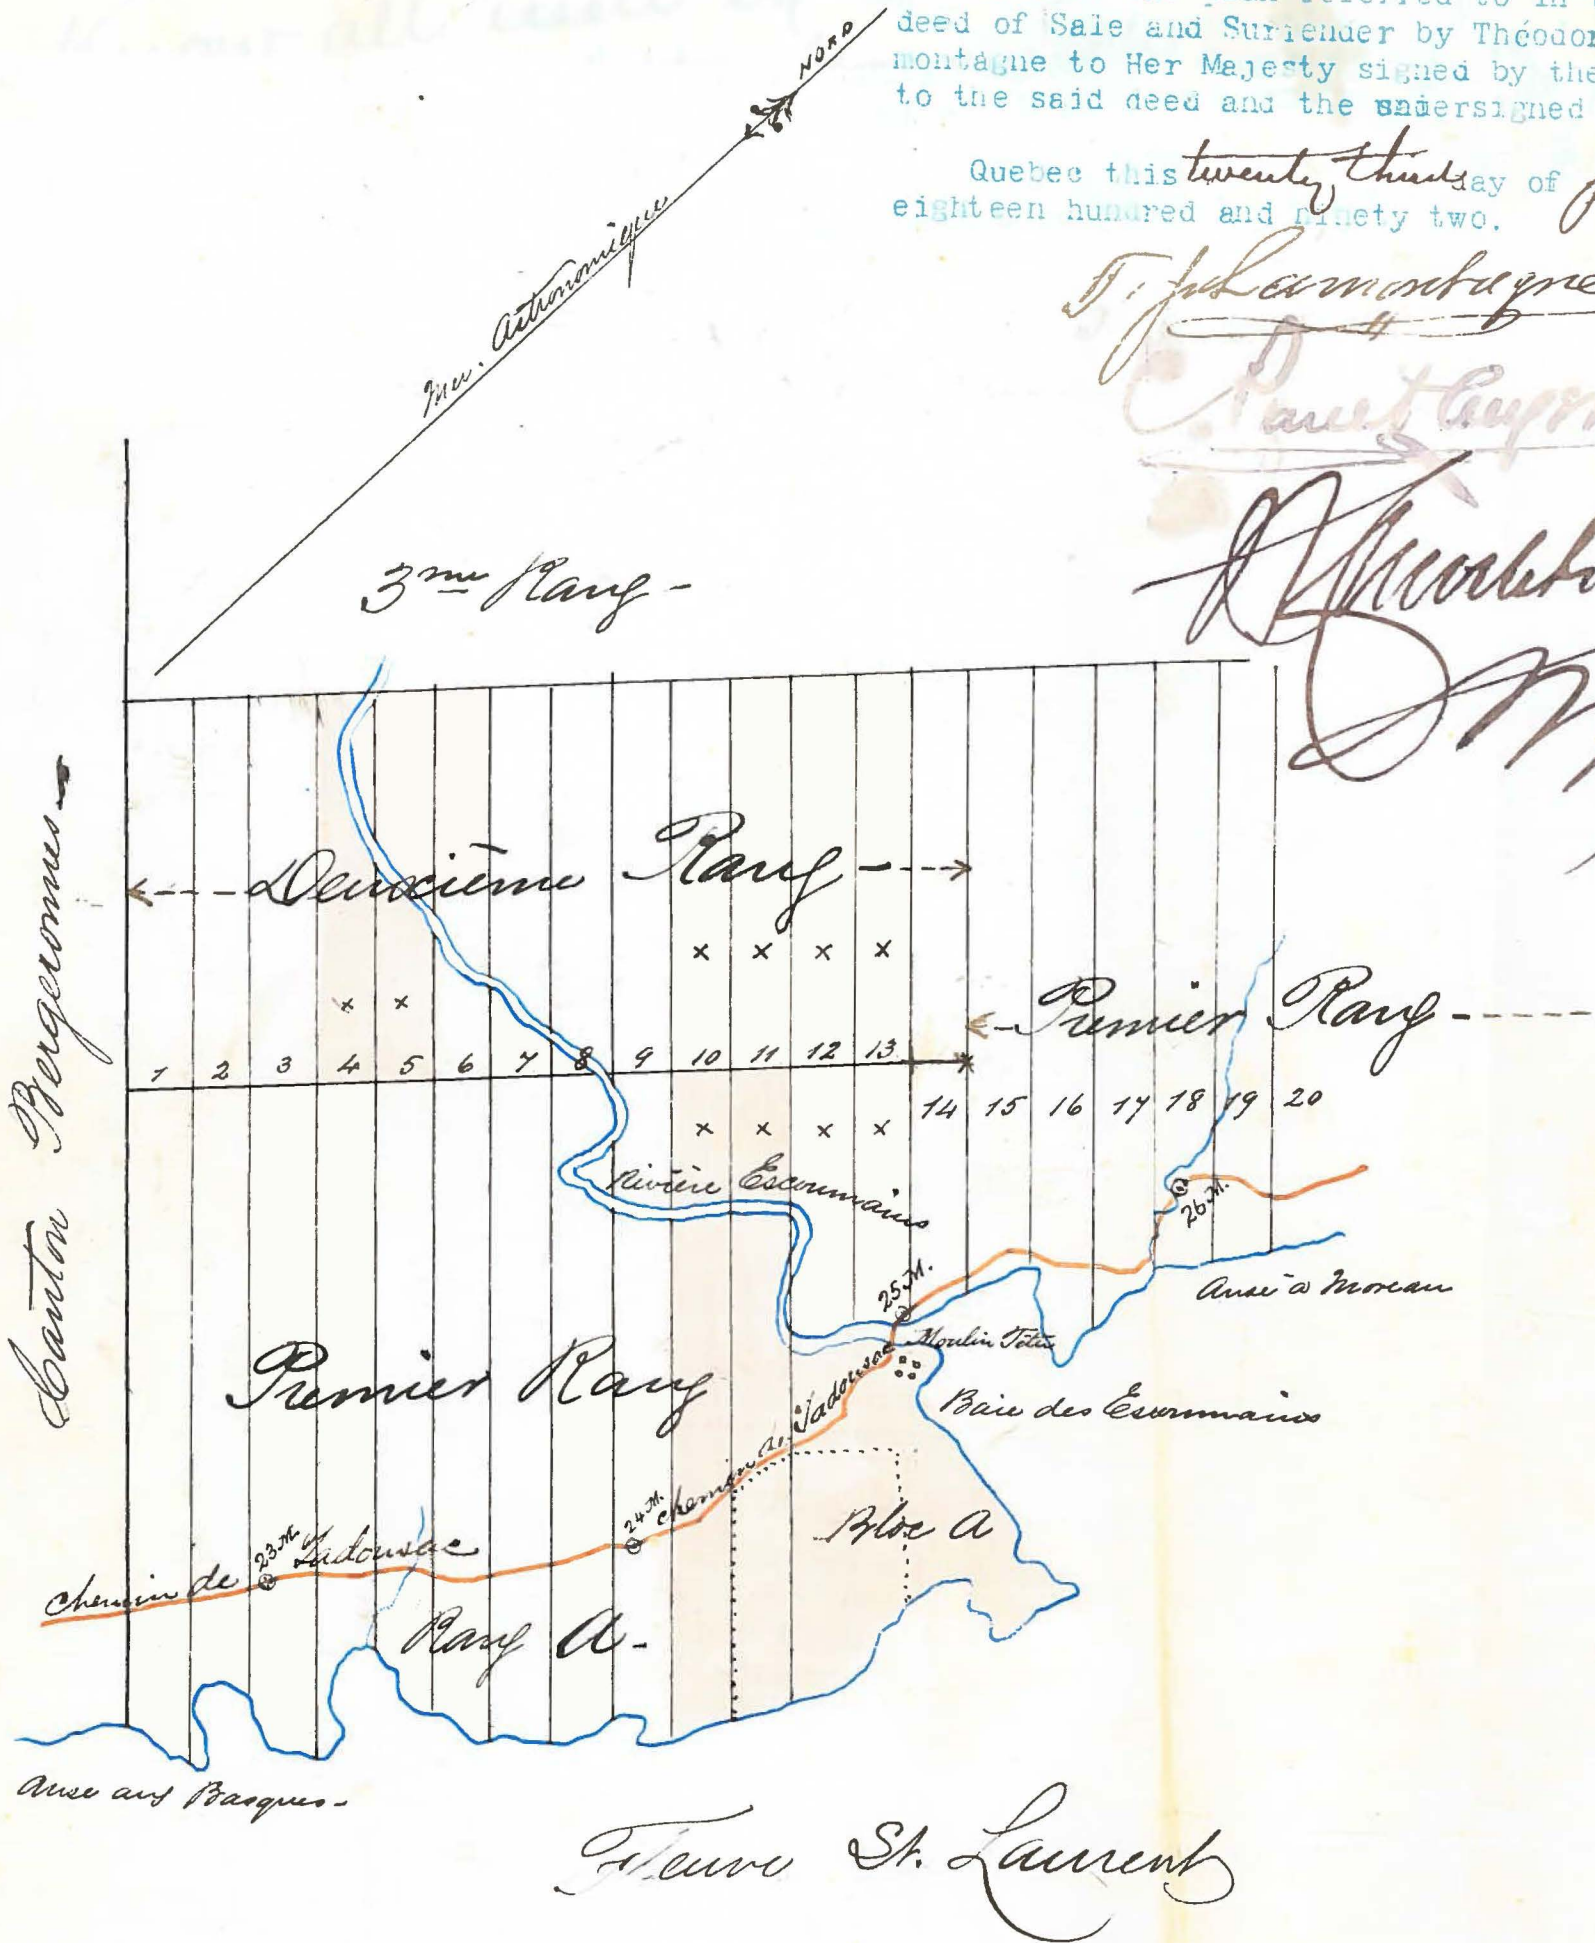 deed of Sale and Surrender by Théodor
montagne to Her Majesty signed by the
to the said deed and the undersigned
Quebec this twenty third day of
eighteen hundred and ninety two.
T. J. Lamontagne
NORD
Mer. Astronomique
3me Rang -
Canton Bergeronnes -
Deuxième Rang -
x x x x
x x
Premier Rang -
1 2 3 4 5 6 7 8 9 10 11 12 13
14 15 16 17 18 19 20
x x x x
Rivière Escoumains
26 M.
25 M.
Anse à Moreau
Moulin Têtu
Premier Rang
Baie des Escoumains
chemin de Tadousac
24 M.
Bloc A
23 M.
chemin de Tadousac
Rang A -
Anse aux Basques -
Fleuve St. Laurent